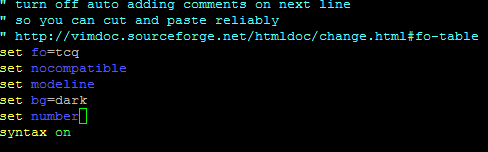 " turn off auto adding comments on next line
" so you can cut and paste reliably
" http://vimdoc.sourceforge.net/htmldoc/change.html#fo-table
set fo=tcq
set nocompatible
set modeline
set bg=dark
set number
syntax on